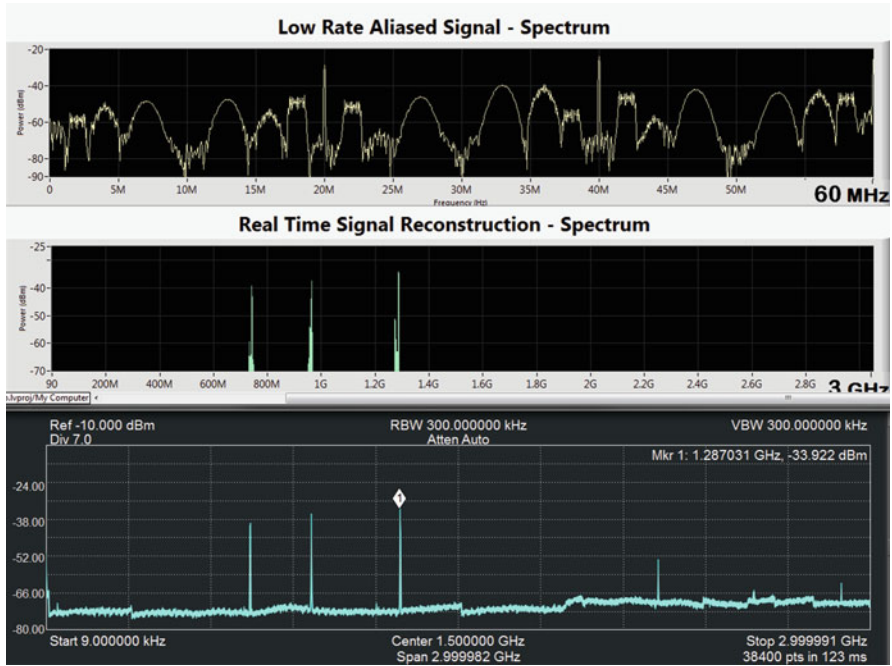 Low Rate Aliased Signal - Spectrum
-20-
-40-
-60-
-80-
-90-
Power (dBm)
0 5M 10M 15M 20M 25M 30M 35M 40M 45M 50M 60 MHz
Frequency (Hz)
Real Time Signal Reconstruction - Spectrum
-25-
-40-
-50-
-60-
-70-
Power (dBm)
90 200M 400M 600M 800M 1G 1.2G 1.4G 1.6G 1.8G 2G 2.2G 2.4G 2.6G 2.8G 3 GHz
n.lvproj/My Computer
Ref -10.000 dBm RBW 300.000000 kHz VBW 300.000000 kHz
Div 7.0 Atten Auto
Mkr 1: 1.287031 GHz, -33.922 dBm
1
-24.00
-38.00
-52.00
-66.00
-80.00
Start 9.000000 kHz Center 1.500000 GHz Stop 2.999991 GHz
Span 2.999982 GHz 38400 pts in 123 ms